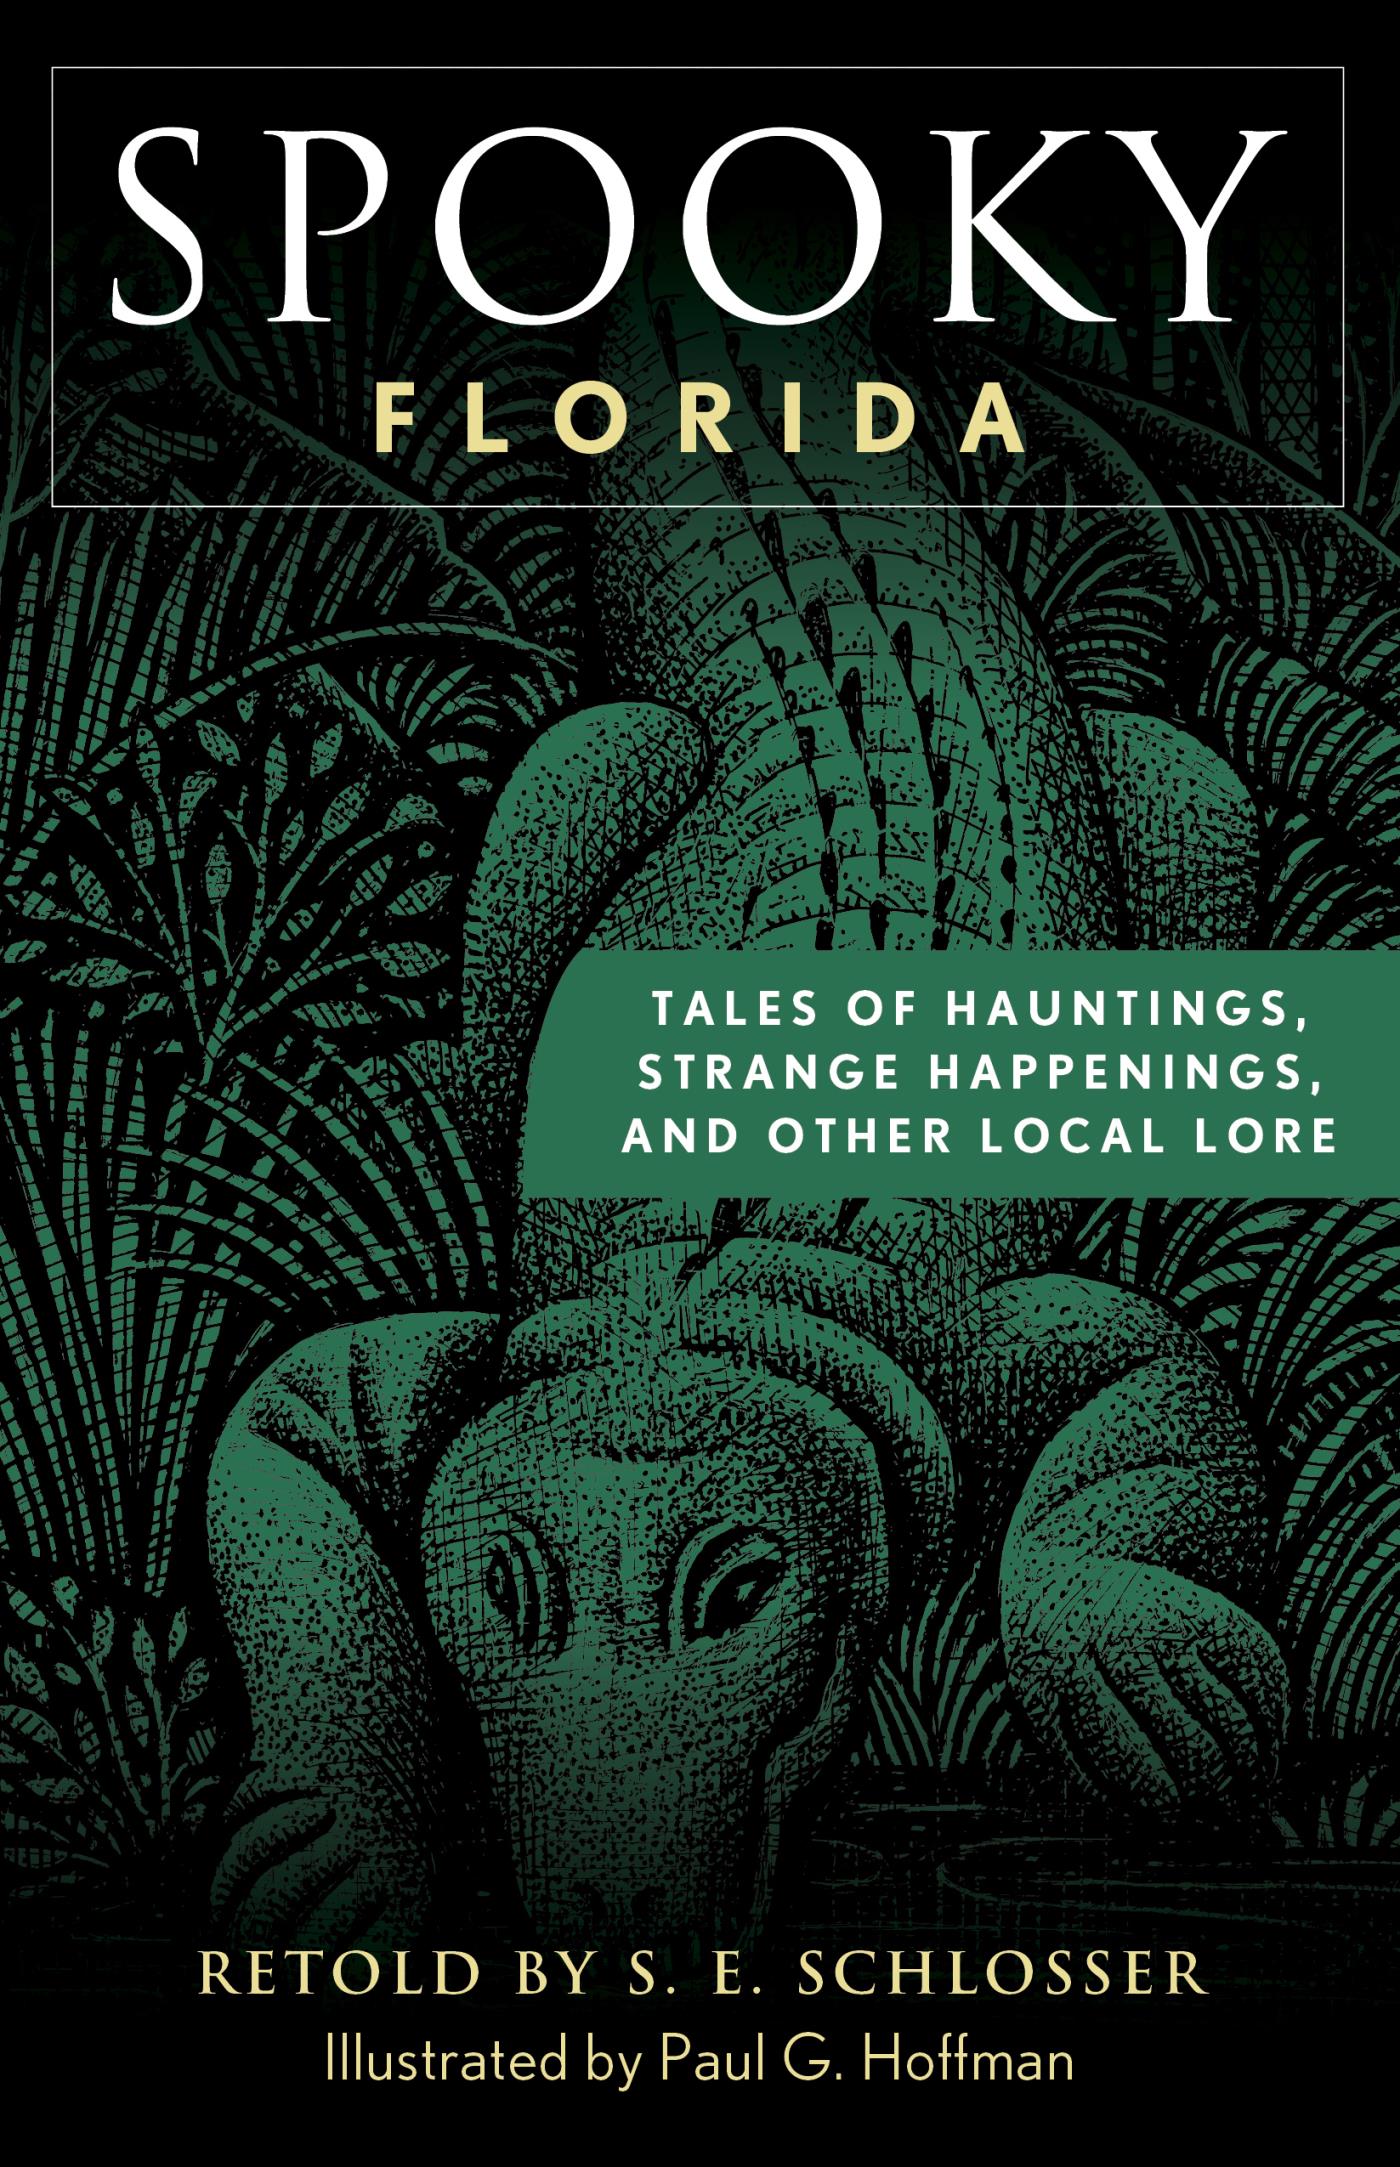 SPOOKY
FLORIDA
TALES OF HAUNTINGS,
STRANGE HAPPENINGS,
AND OTHER LOCAL LORE
RETOLD BY S. E. SCHLOSSER
Illustrated by Paul G. Hoffman